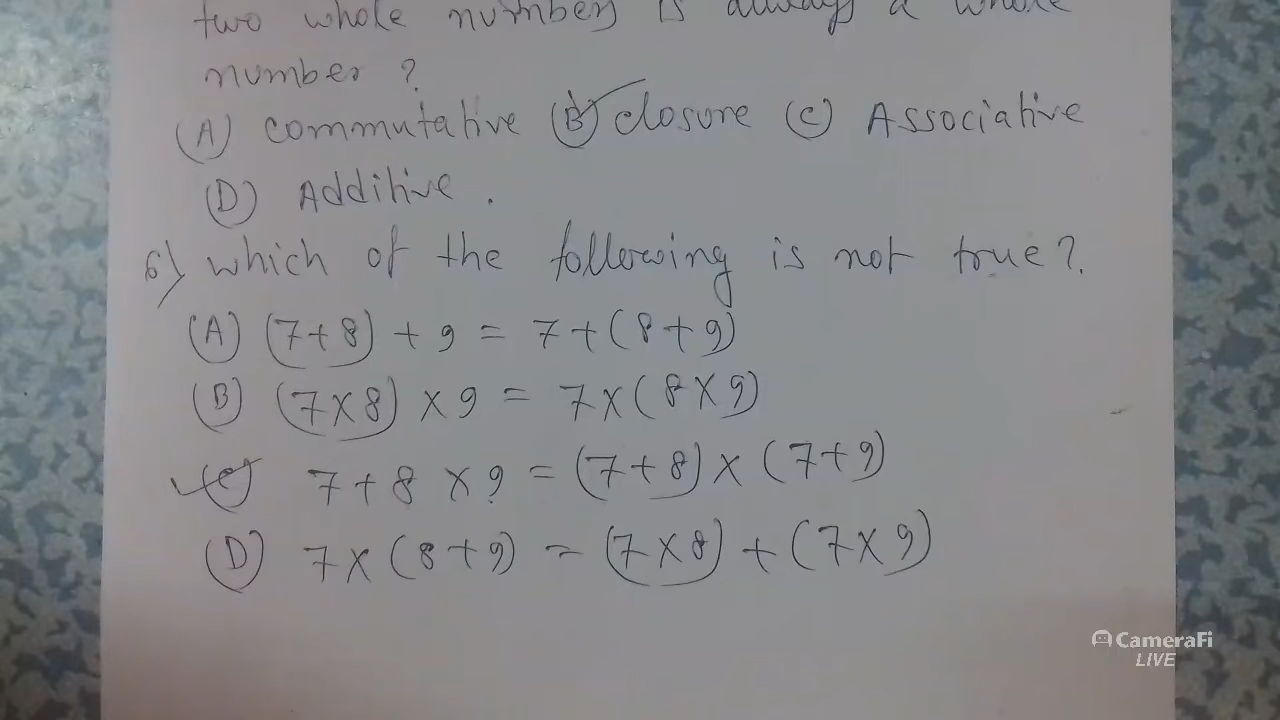 two whole number is always a whole
number ?
(A) commutative (B) closure (C) Associative
(D) Additive .
6) which of the following is not true ?
(A) (7+8) + 9 = 7+(8+9)
(B) (7×8) × 9 = 7×(8×9)
(C) 7+8 × 9 = (7+8)×(7+9)
(D) 7×(8+9) = (7×8)+(7×9)
CameraFi
LIVE